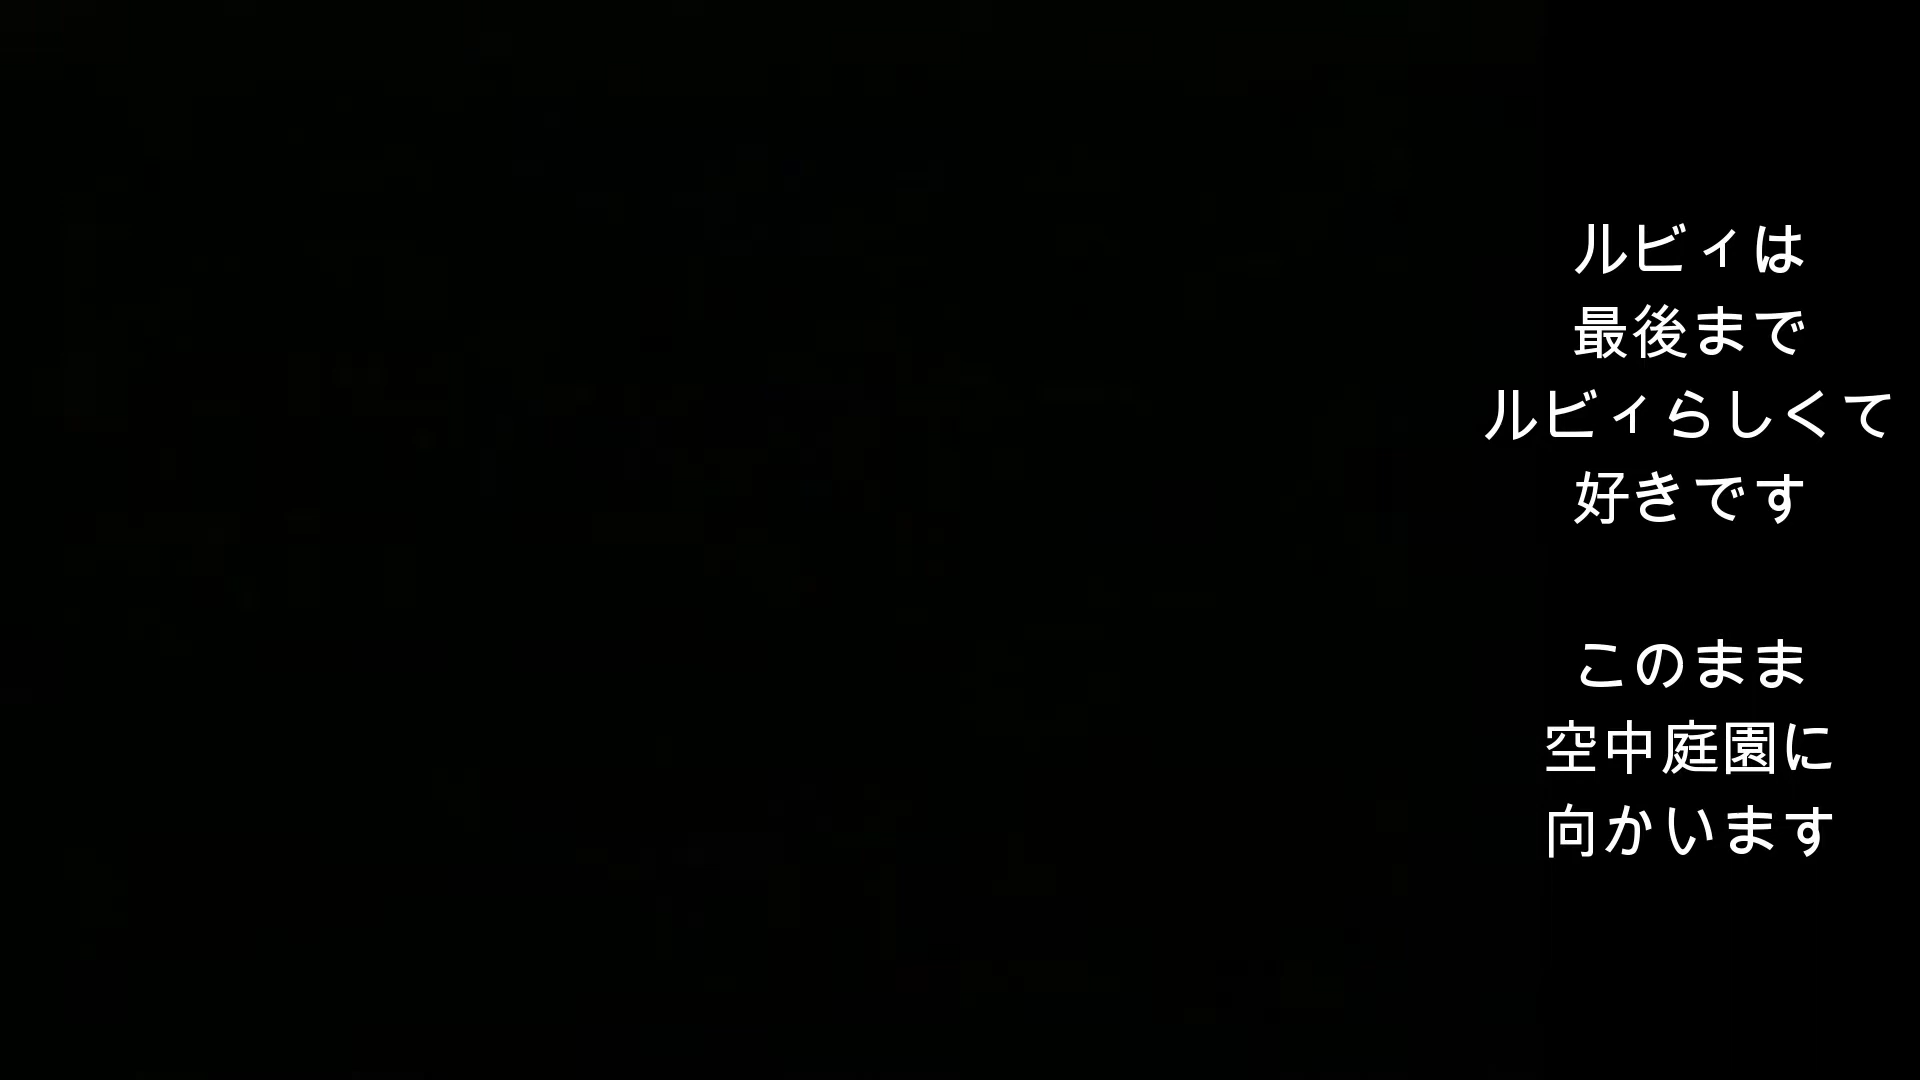 ルビィは
最後まで
ルビィらしくて
好きです
このまま
空中庭園に
向かいます